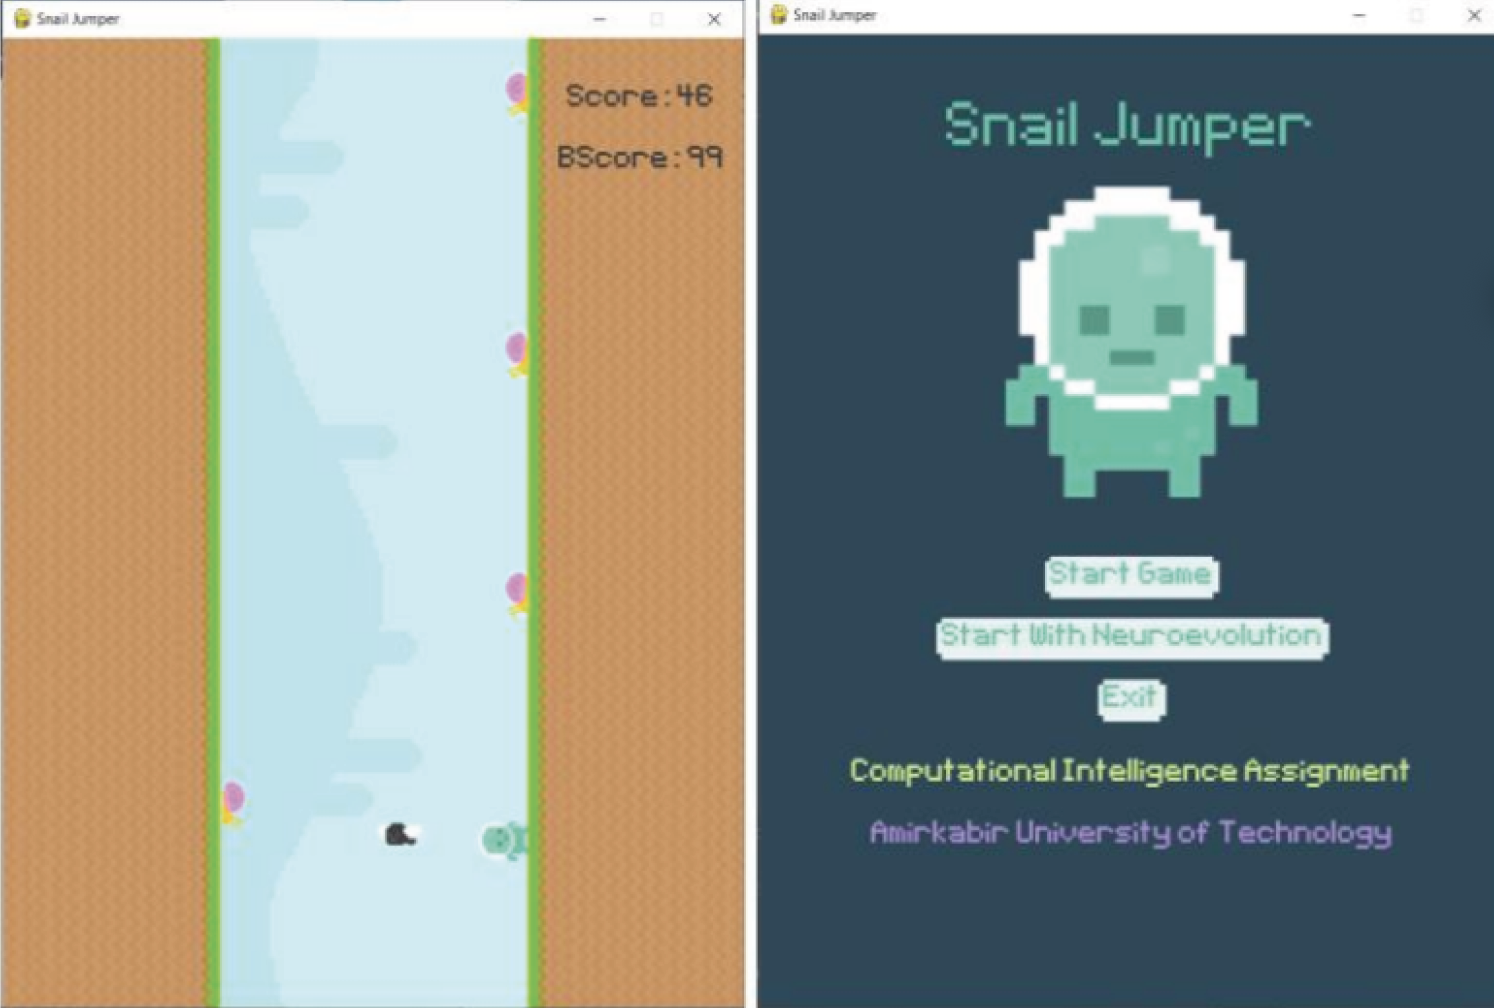 Snail Jumper
Score:46
BScore:99
Snail Jumper
Snail Jumper
Start Game
Start With Neuroevolution
Exit
Computational Intelligence Assignment
Amirkabir University of Technology